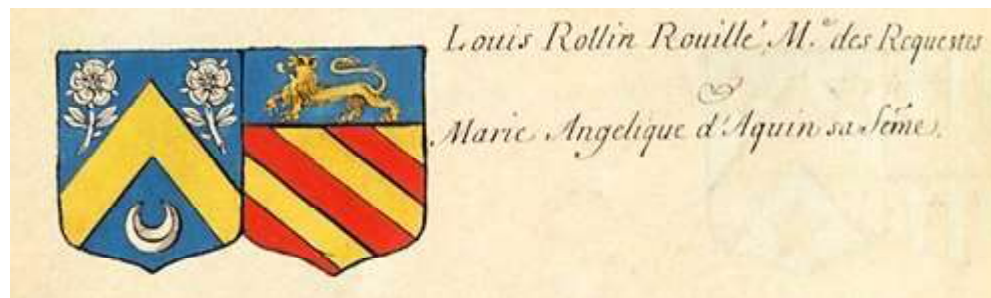 Louis Rollin Rouillé, M.e des Requestes
&
Marie Angelique d'Aquin sa feme.